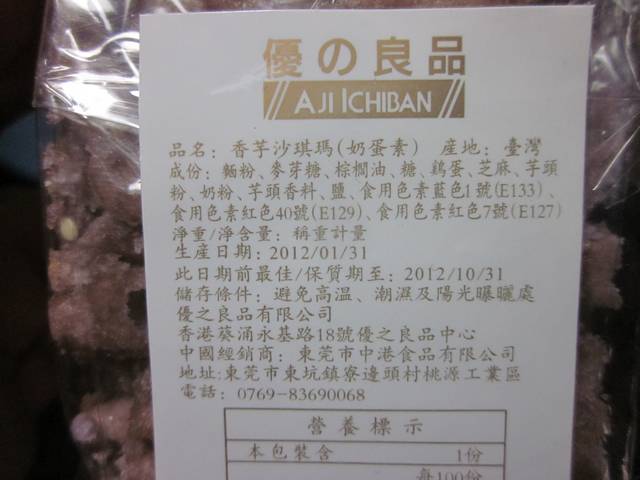 優の良品
AJI ICHIBAN
品名: 香芋沙琪瑪(奶蛋素) 產地: 臺灣
成份: 麵粉、麥芽糖、棕櫚油、糖、鷄蛋、芝麻、芋頭
粉、奶粉、芋頭香料、鹽、食用色素藍色1號(E133)、
食用色素紅色40號(E129)、食用色素紅色7號(E127)
淨重/淨含量: 稱重計量
生產日期: 2012/01/31
此日期前最佳/保質期至: 2012/10/31
儲存條件: 避免高溫、潮濕及陽光曝曬處
優之良品有限公司
香港葵涌永基路18號優之良品中心
中國經銷商: 東莞市中港食品有限公司
地址:東莞市東坑鎮寮邊頭村桃源工業區
電話: 0769-83690068
營養標示
本包裝含 1份
每100份